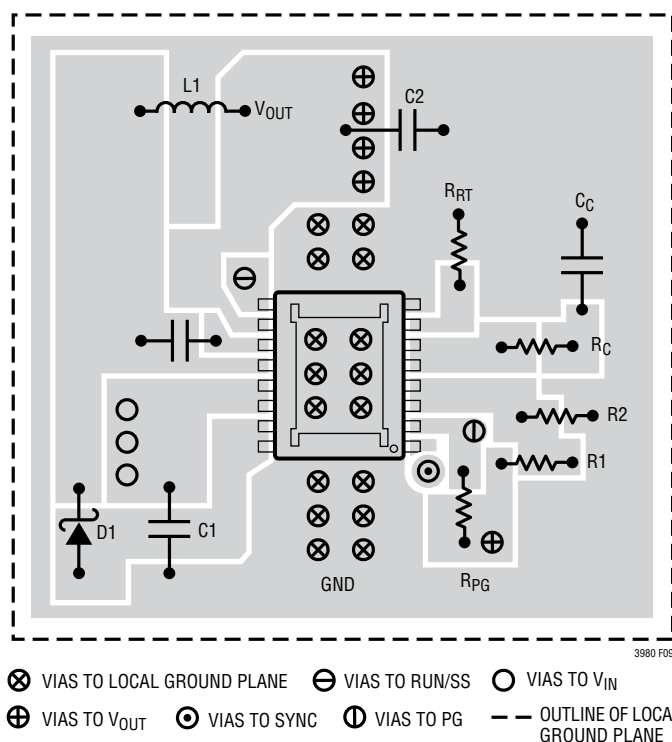 L1
VOUT
C2
RRT
CC
RC
R2
R1
D1
C1
GND
RPG
3980 F09
VIAS TO LOCAL GROUND PLANE
VIAS TO RUN/SS
VIAS TO VIN
VIAS TO VOUT
VIAS TO SYNC
VIAS TO PG
OUTLINE OF LOCA
GROUND PLANE